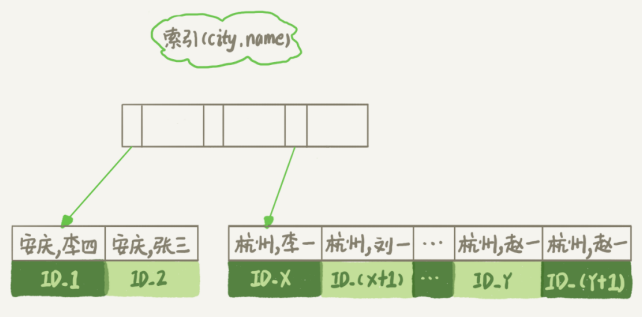 索引(city,name)
安庆,李四 安庆,张三 杭州,李一 杭州,刘一 ... 杭州,赵一 杭州,赵一
ID_1 ID_2 ID_X ID_(X+1) ... ID_Y ID_(Y+1)